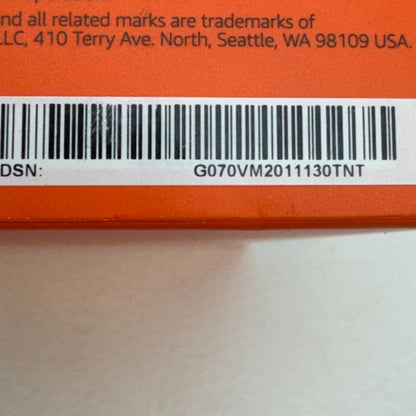 nd all related marks are trademarks of
LLC, 410 Terry Ave. North, Seattle, WA 98109 USA.
DSN: G070VM2011130TNT